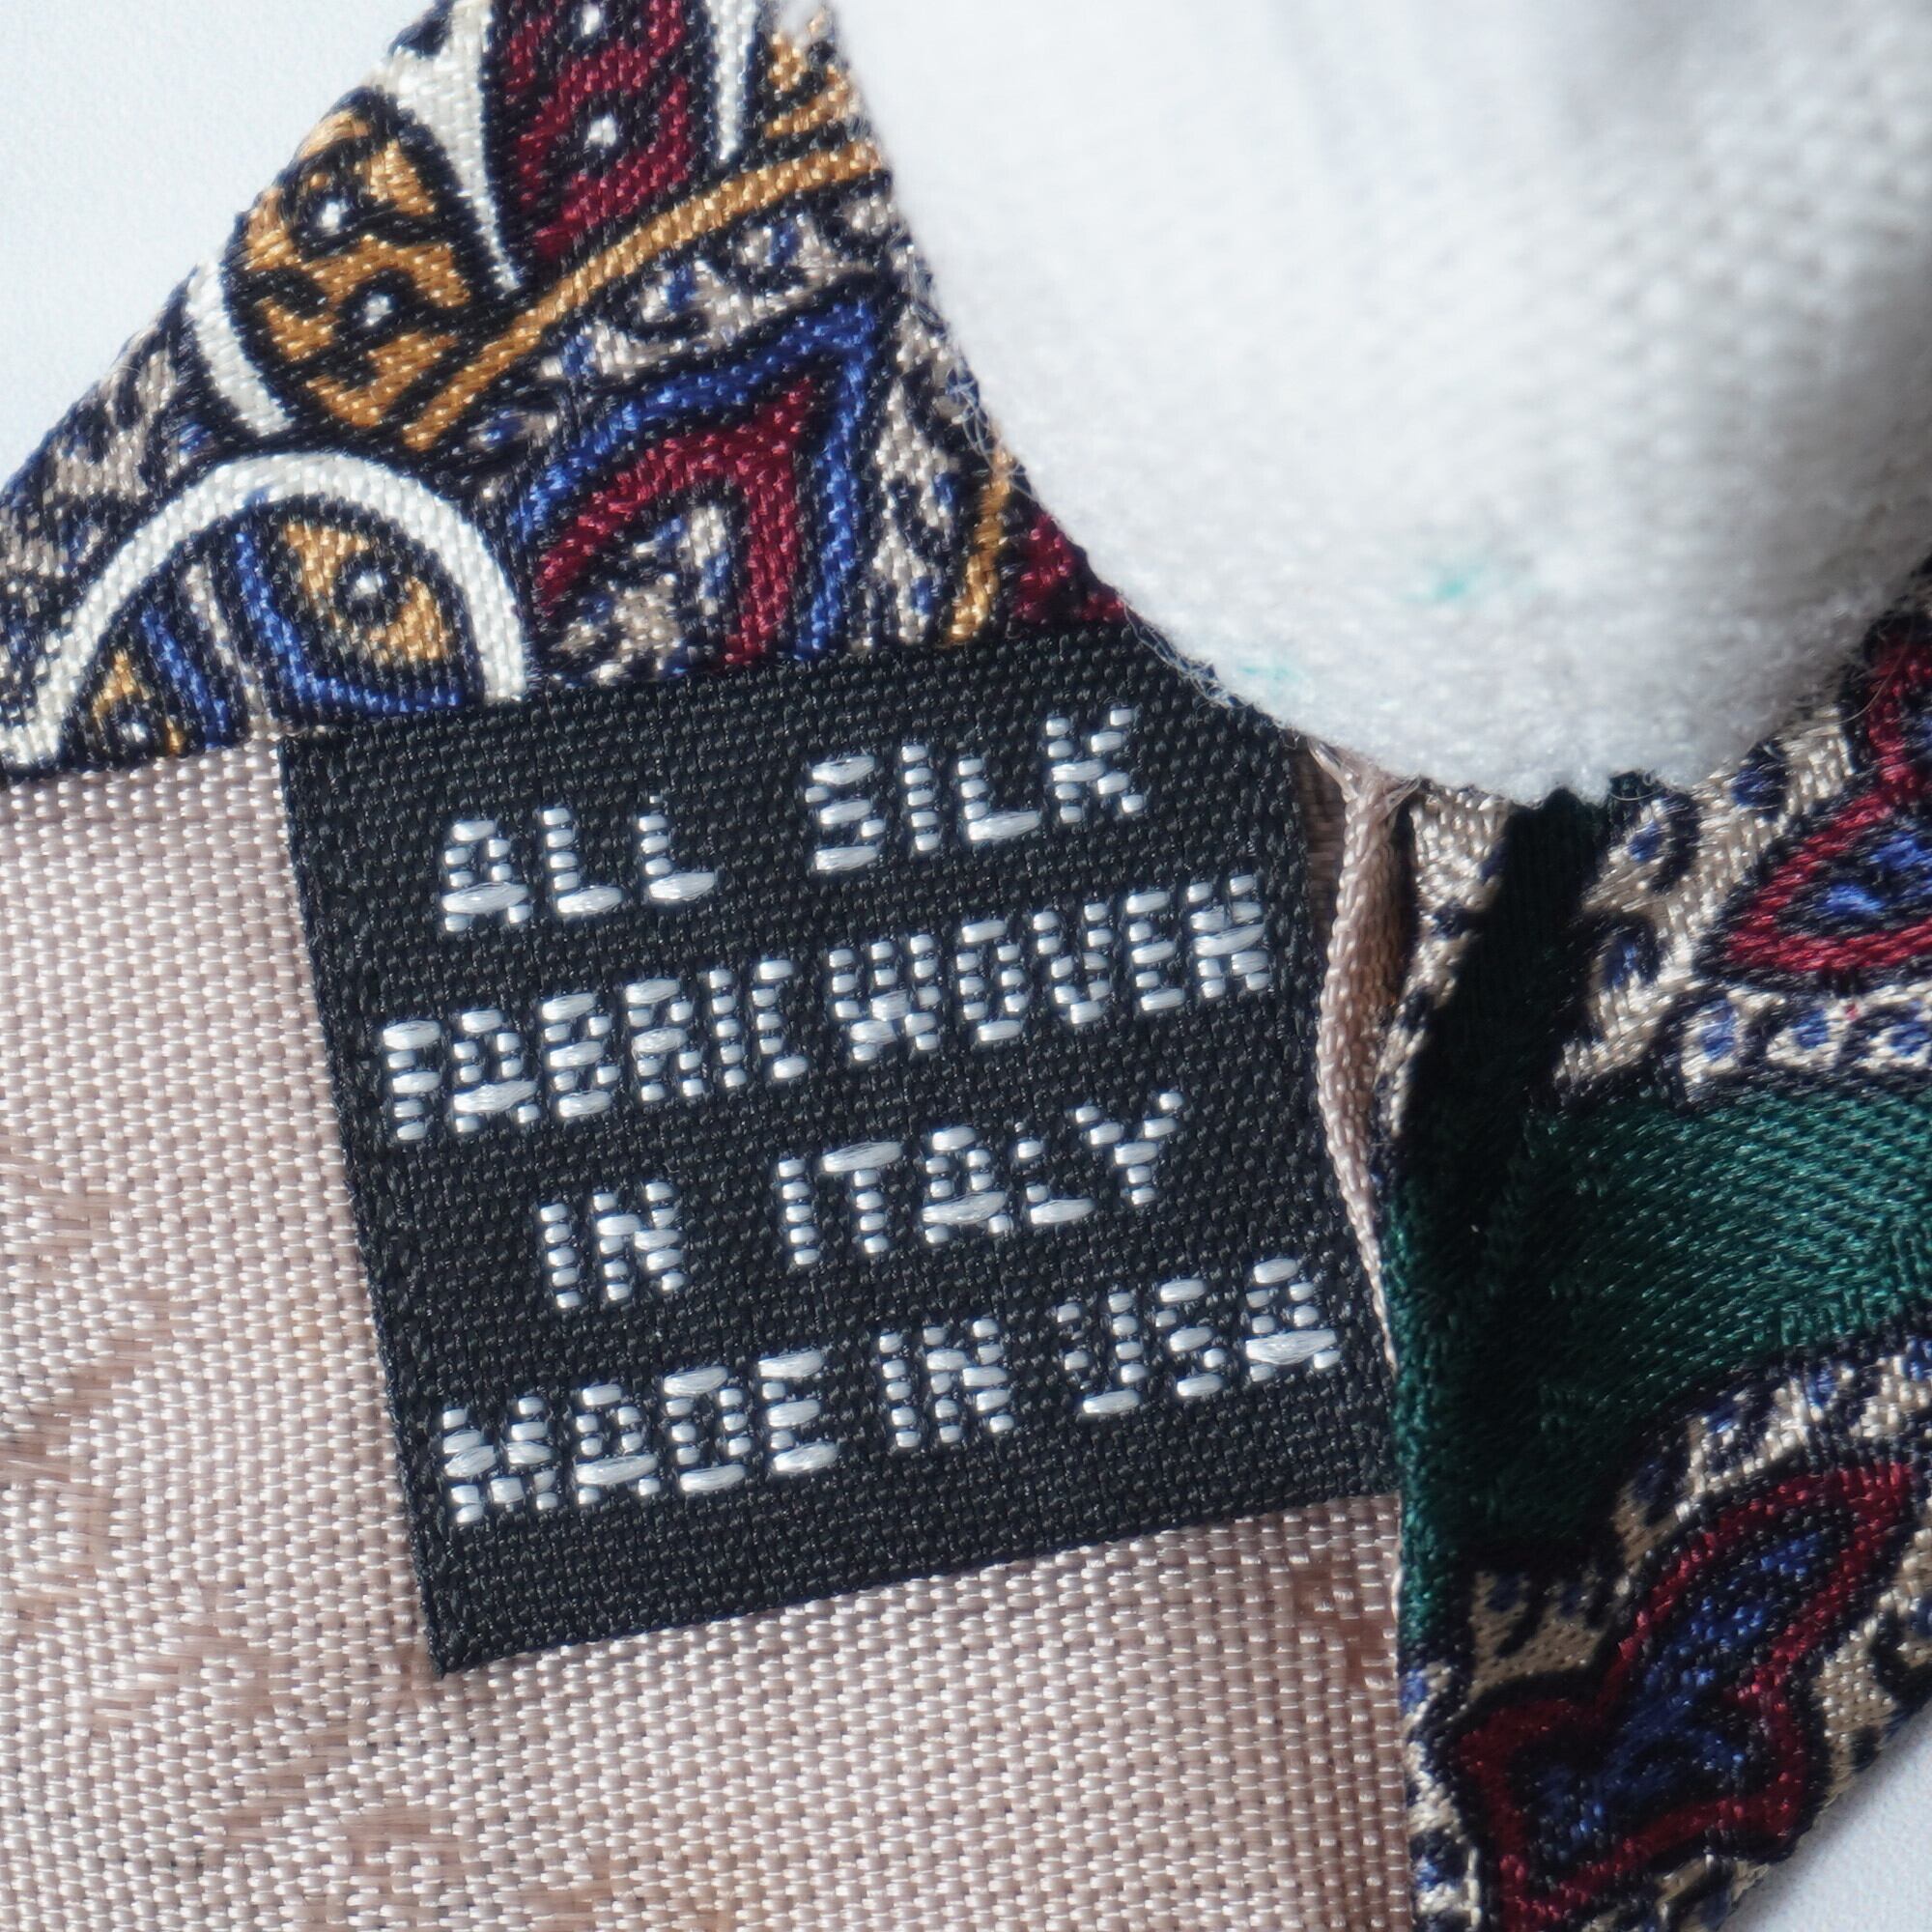 ALL SILK
FABRIC WOVEN
IN ITALY
MADE IN USA